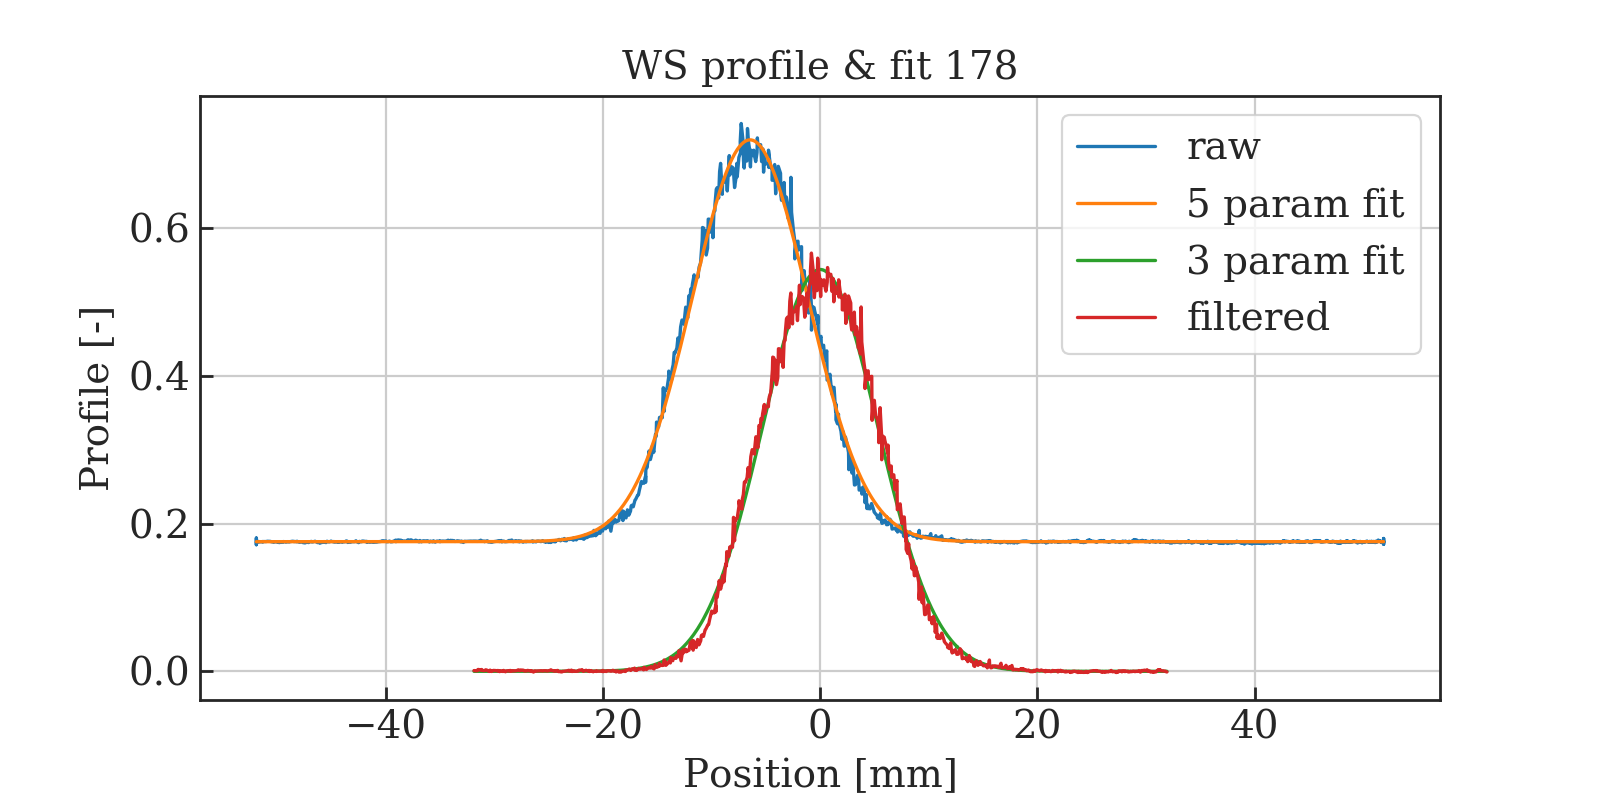 WS profile & fit 178
raw
5 param fit
3 param fit
filtered
Profile [-]
0.6
0.4
0.2
0.0
−40
−20
0
20
40
Position [mm]